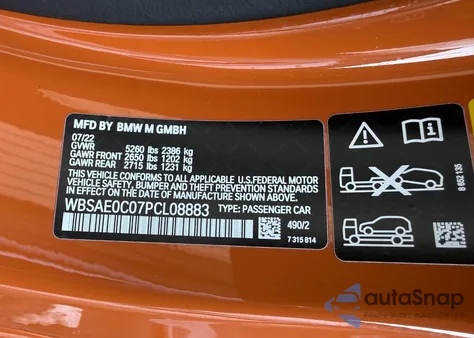 MFD BY BMW M GMBH
07/22
GVWR 5260 lbs 2386 kg
GAWR FRONT 2650 lbs 1202 kg
GAWR REAR 2715 lbs 1231 kg
THIS VEHICLE CONFORMS TO ALL APPLICABLE U.S.FEDERAL MOTOR
VEHICLE SAFETY, BUMPER, AND THEFT PREVENTION STANDARDS IN
EFFECT ON THE DATE OF MANUFACTURE SHOWN ABOVE.
WBSAE0C07PCL08883 TYPE: PASSENGER CAR
490/2
7 315 814
i
8 052 135
autoSnap